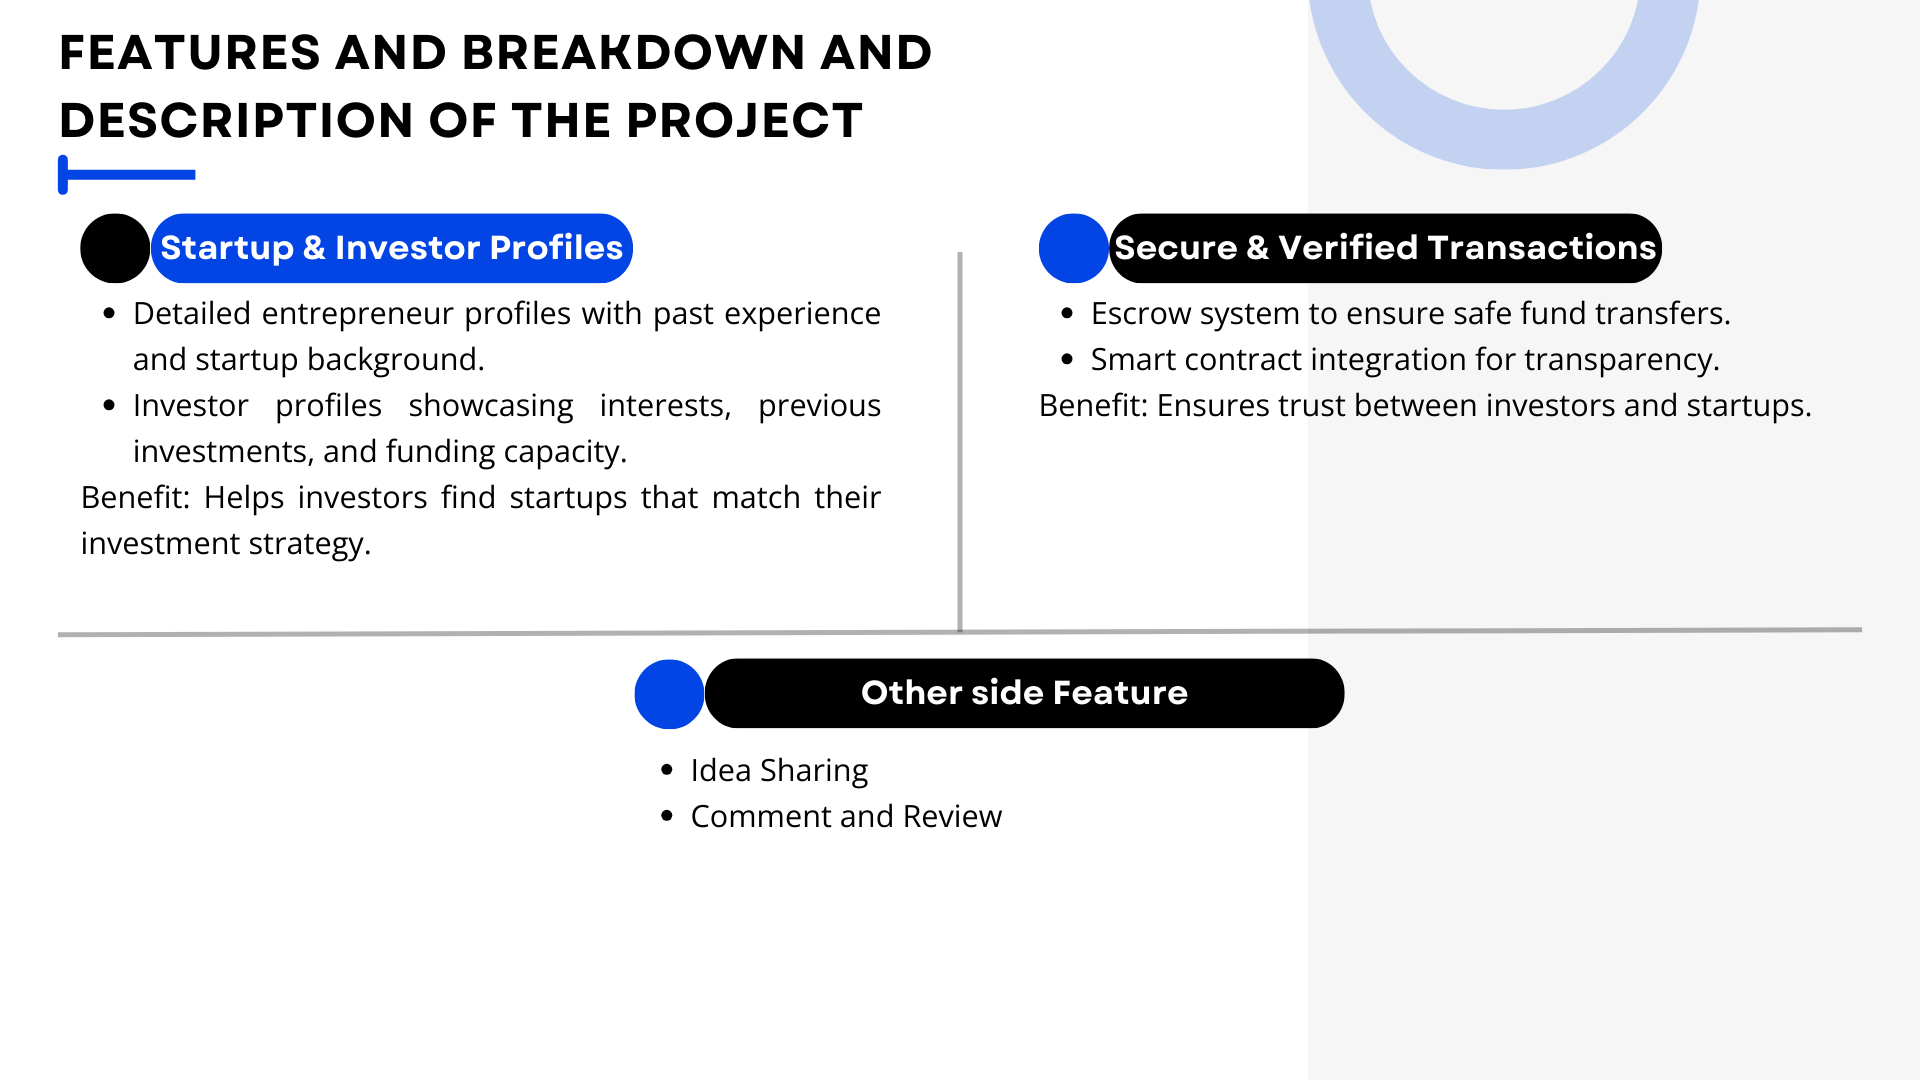 FEATURES AND BREAKDOWN AND
DESCRIPTION OF THE PROJECT
Startup & Investor Profiles
Detailed entrepreneur profiles with past experience
and startup background.
Investor profiles showcasing interests, previous
investments, and funding capacity.
Benefit: Helps investors find startups that match their
investment strategy.
Secure & Verified Transactions
Escrow system to ensure safe fund transfers.
Smart contract integration for transparency.
Benefit: Ensures trust between investors and startups.
Other side Feature
Idea Sharing
Comment and Review